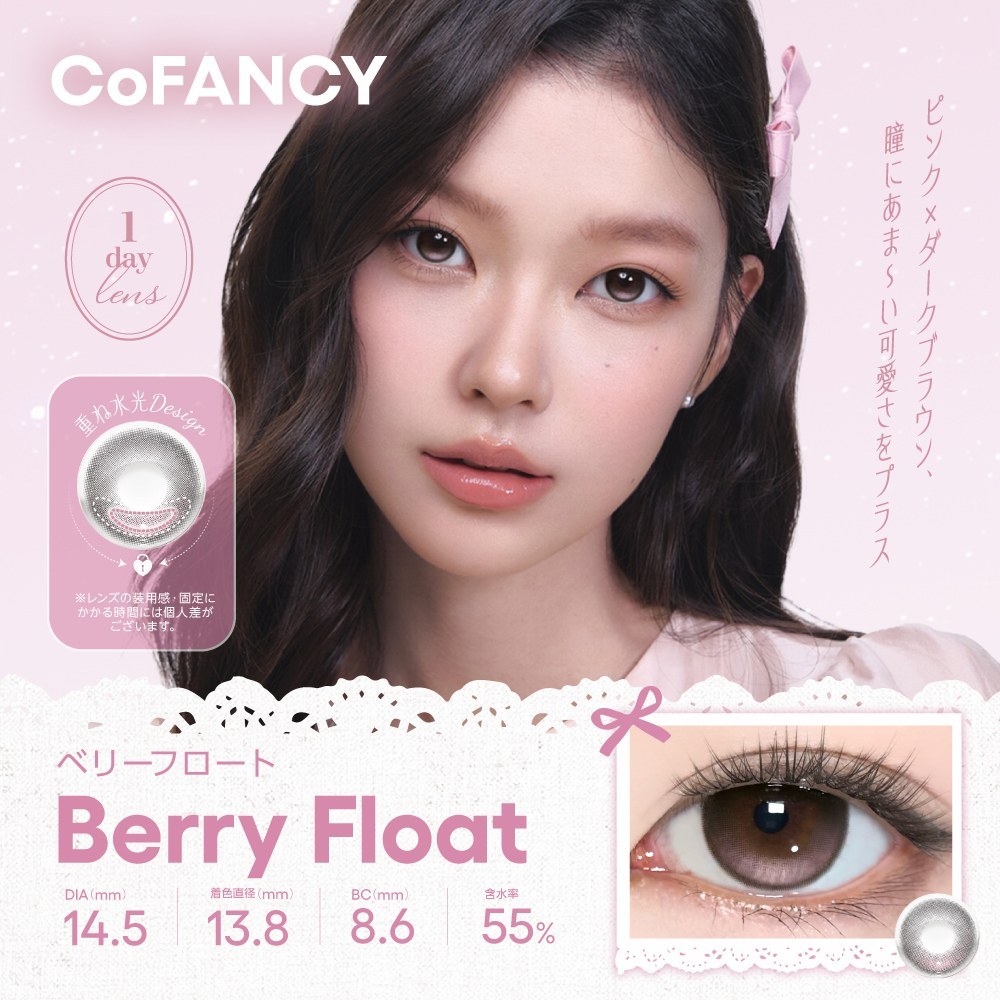 CoFANCY
1
day
lens
ピンク×ダークブラウン、
瞳にあま〜い可愛さをプラス
重ね水光Design
※レンズの装用感・固定に
かかる時間には個人差が
ございます。
ベリーフロート
Berry Float
DIA(mm) 着色直径(mm) BC(mm) 含水率
14.5 13.8 8.6 55%